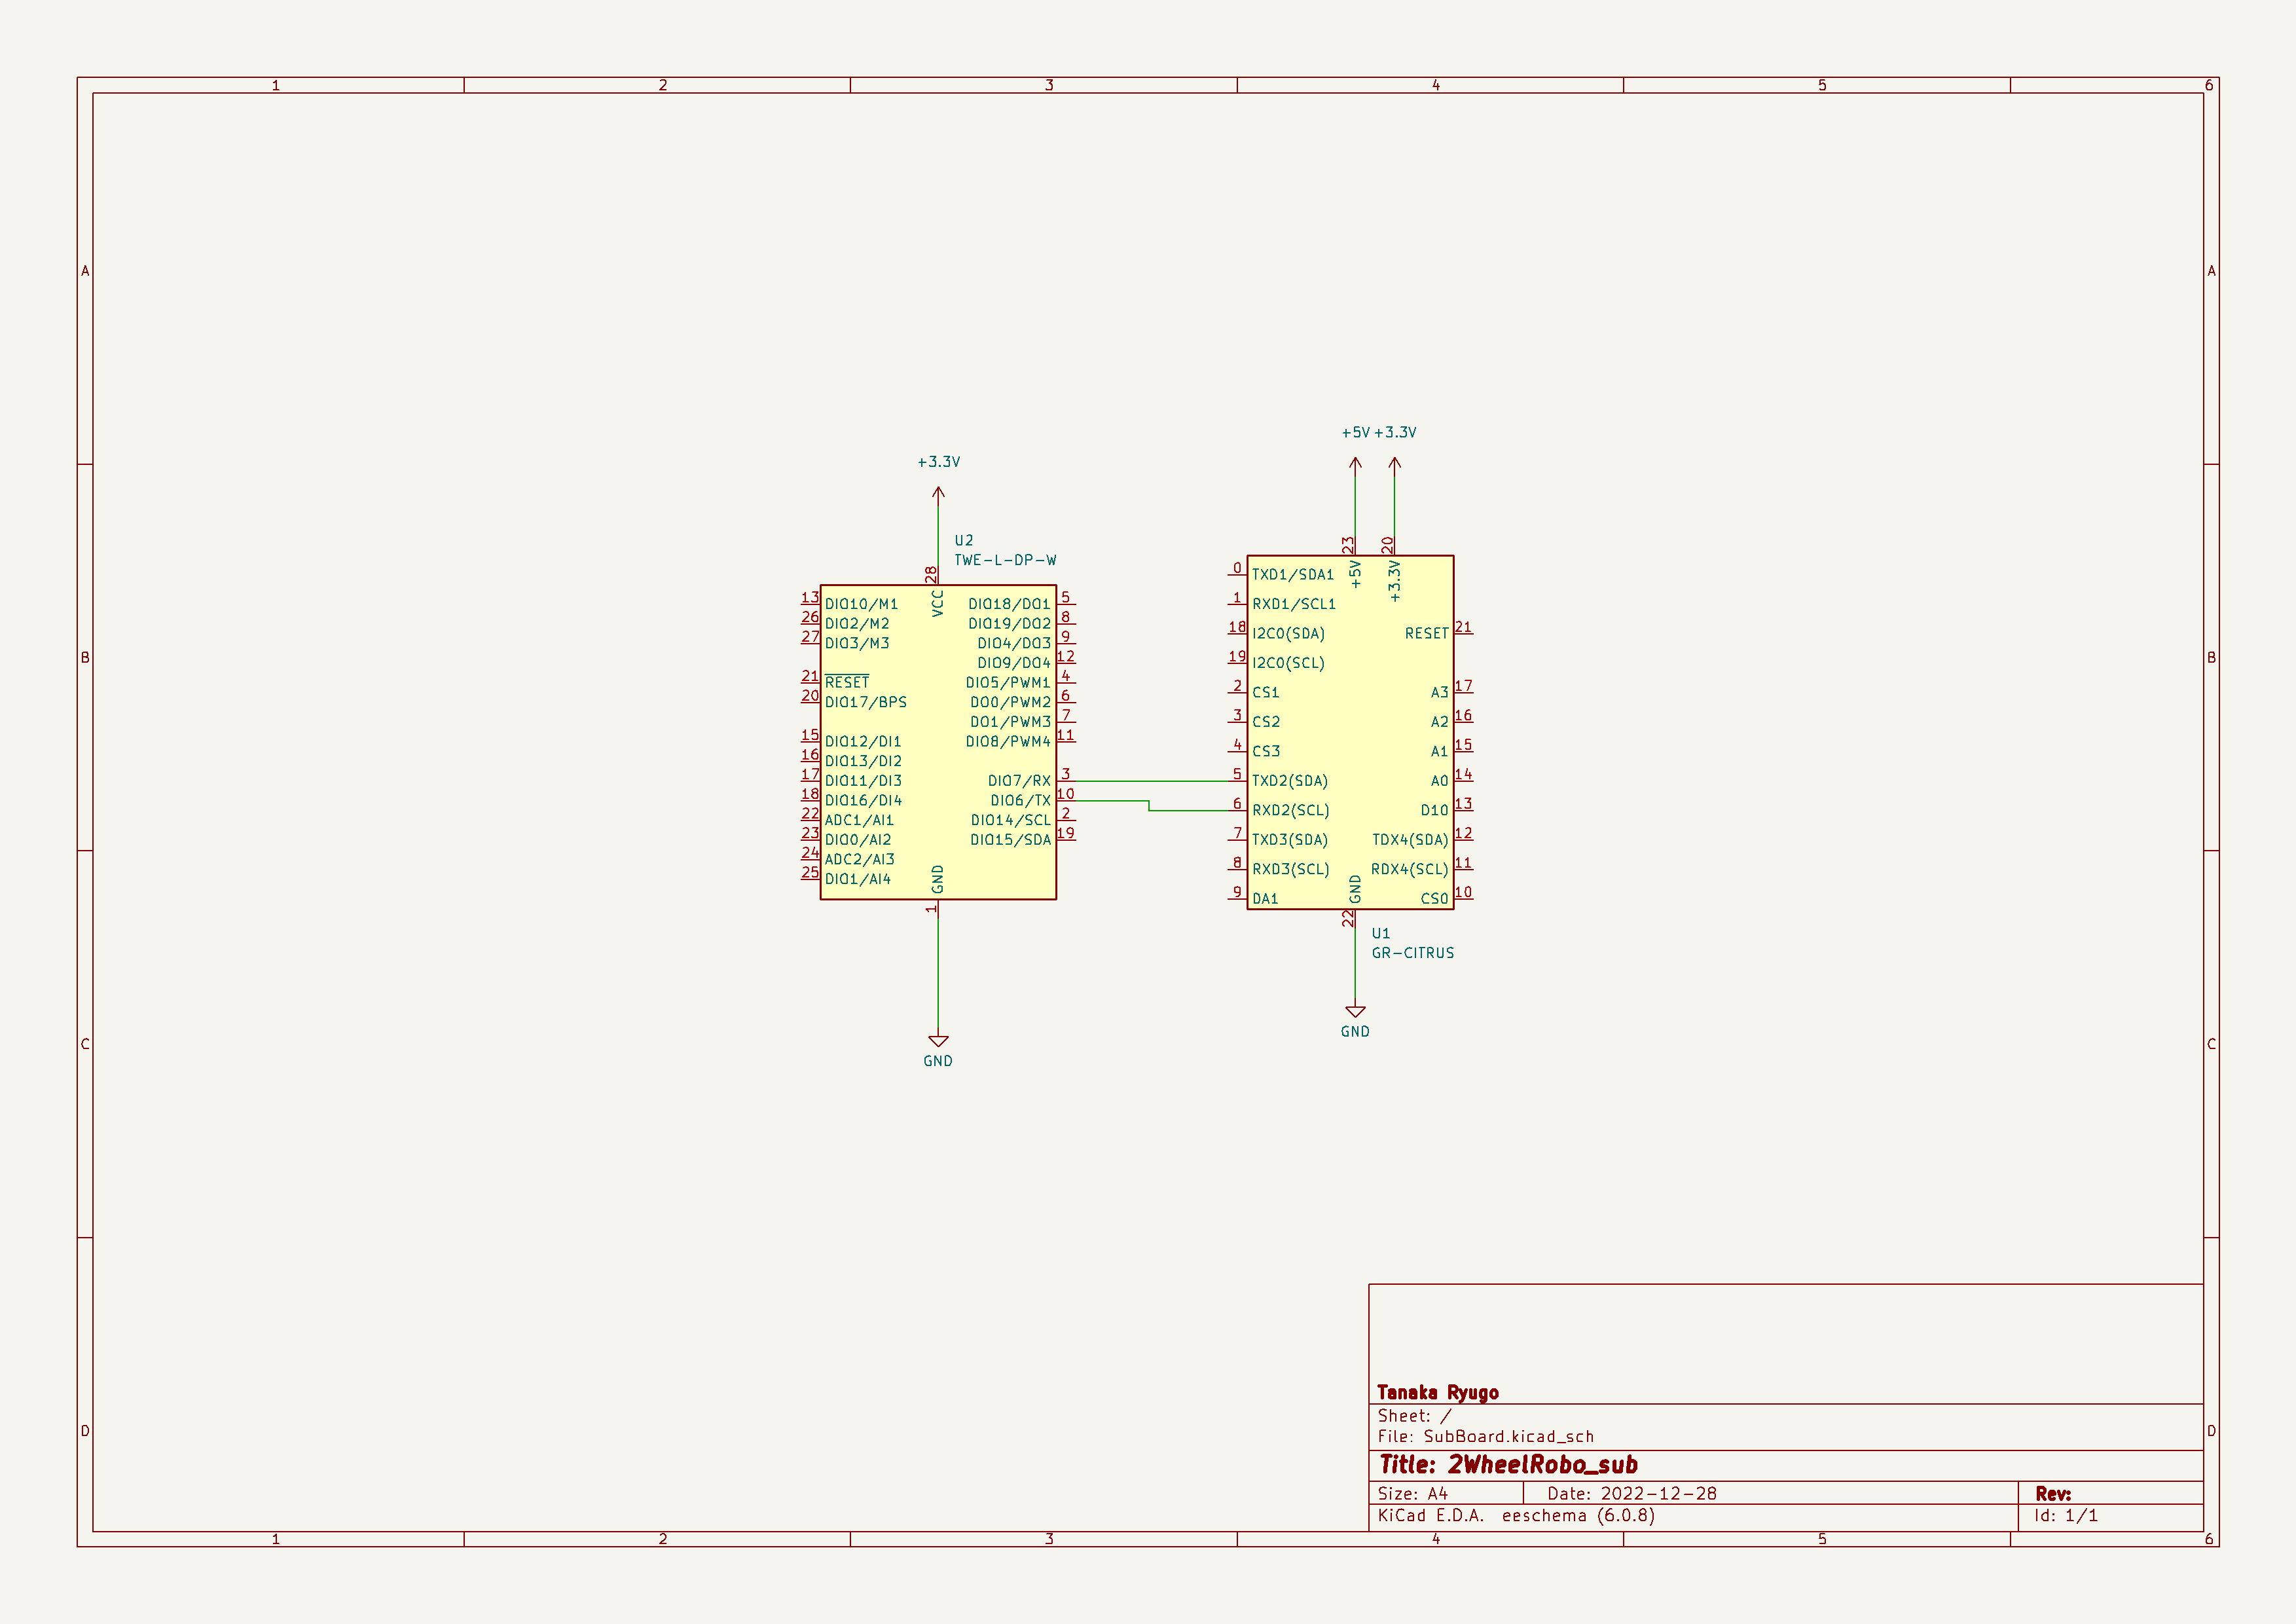 1 2 3 4 5 6
A A
+5V +3.3V
+3.3V
U2
TWE-L-DP-W
28
VCC
13 DIO10/M1
26 DIO2/M2
27 DIO3/M3
21 RESET
20 DIO17/BPS
15 DIO12/DI1
16 DIO13/DI2
17 DIO11/DI3
18 DIO16/DI4
22 ADC1/AI1
23 DIO0/AI2
24 ADC2/AI3
25 DIO1/AI4
DIO18/DO1 5
DIO19/DO2 8
DIO4/DO3 9
DIO9/DO4 12
DIO5/PWM1 4
DO0/PWM2 6
DO1/PWM3 7
DIO8/PWM4 11
DIO7/RX 3
DIO6/TX 10
DIO14/SCL 2
DIO15/SDA 19
GND
1
GND
23 20
+5V +3.3V
0 TXD1/SDA1
1 RXD1/SCL1
18 I2C0(SDA)
19 I2C0(SCL)
2 CS1
3 CS2
4 CS3
5 TXD2(SDA)
6 RXD2(SCL)
7 TXD3(SDA)
8 RXD3(SCL)
9 DA1
RESET 21
A3 17
A2 16
A1 15
A0 14
D10 13
TDX4(SDA) 12
RDX4(SCL) 11
CS0 10
GND
22
U1
GR-CITRUS
GND
B B
C C
D D
Tanaka Ryugo
Sheet: /
File: SubBoard.kicad_sch
Title: 2WheelRobo_sub
Size: A4 Date: 2022-12-28 Rev:
KiCad E.D.A. eeschema (6.0.8) Id: 1/1
1 2 3 4 5 6